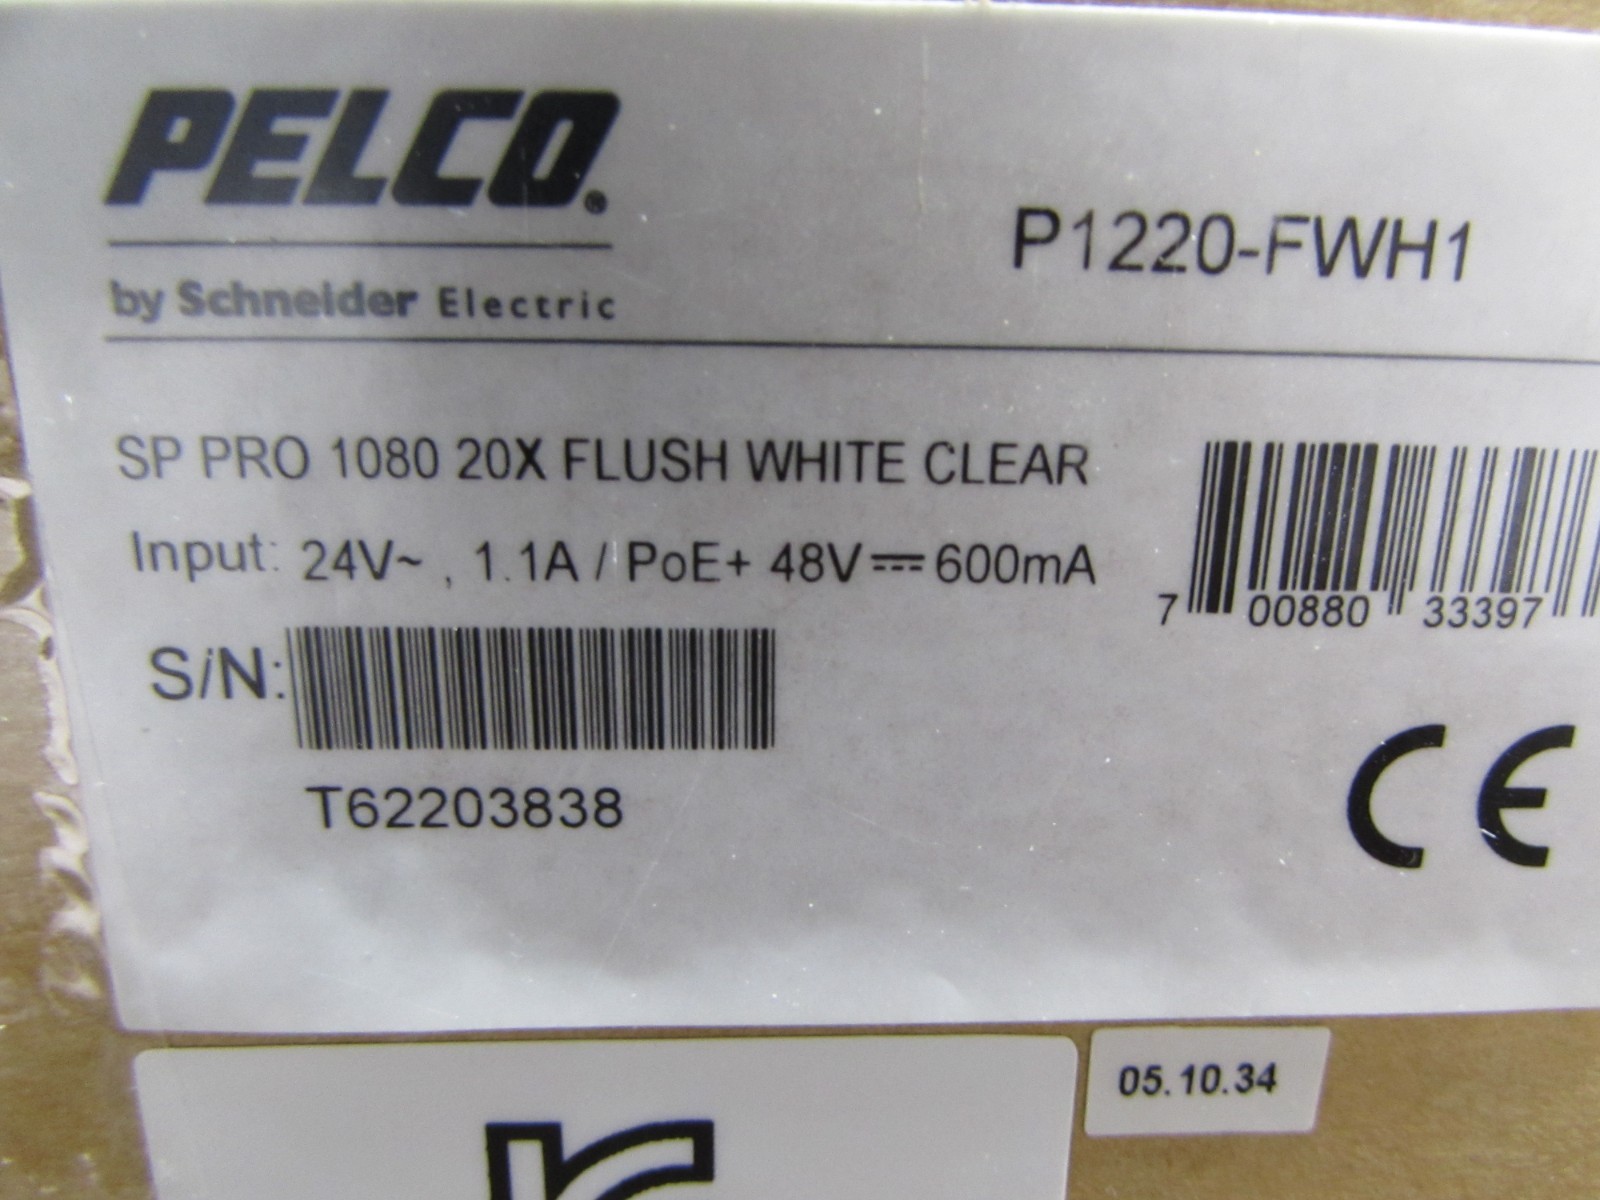 PELCO®
by Schneider Electric
P1220-FWH1
SP PRO 1080 20X FLUSH WHITE CLEAR
Input: 24V~ , 1.1A / PoE+ 48V⎓600mA
7 00880 33397
S/N:
T62203838
CE
05.10.34